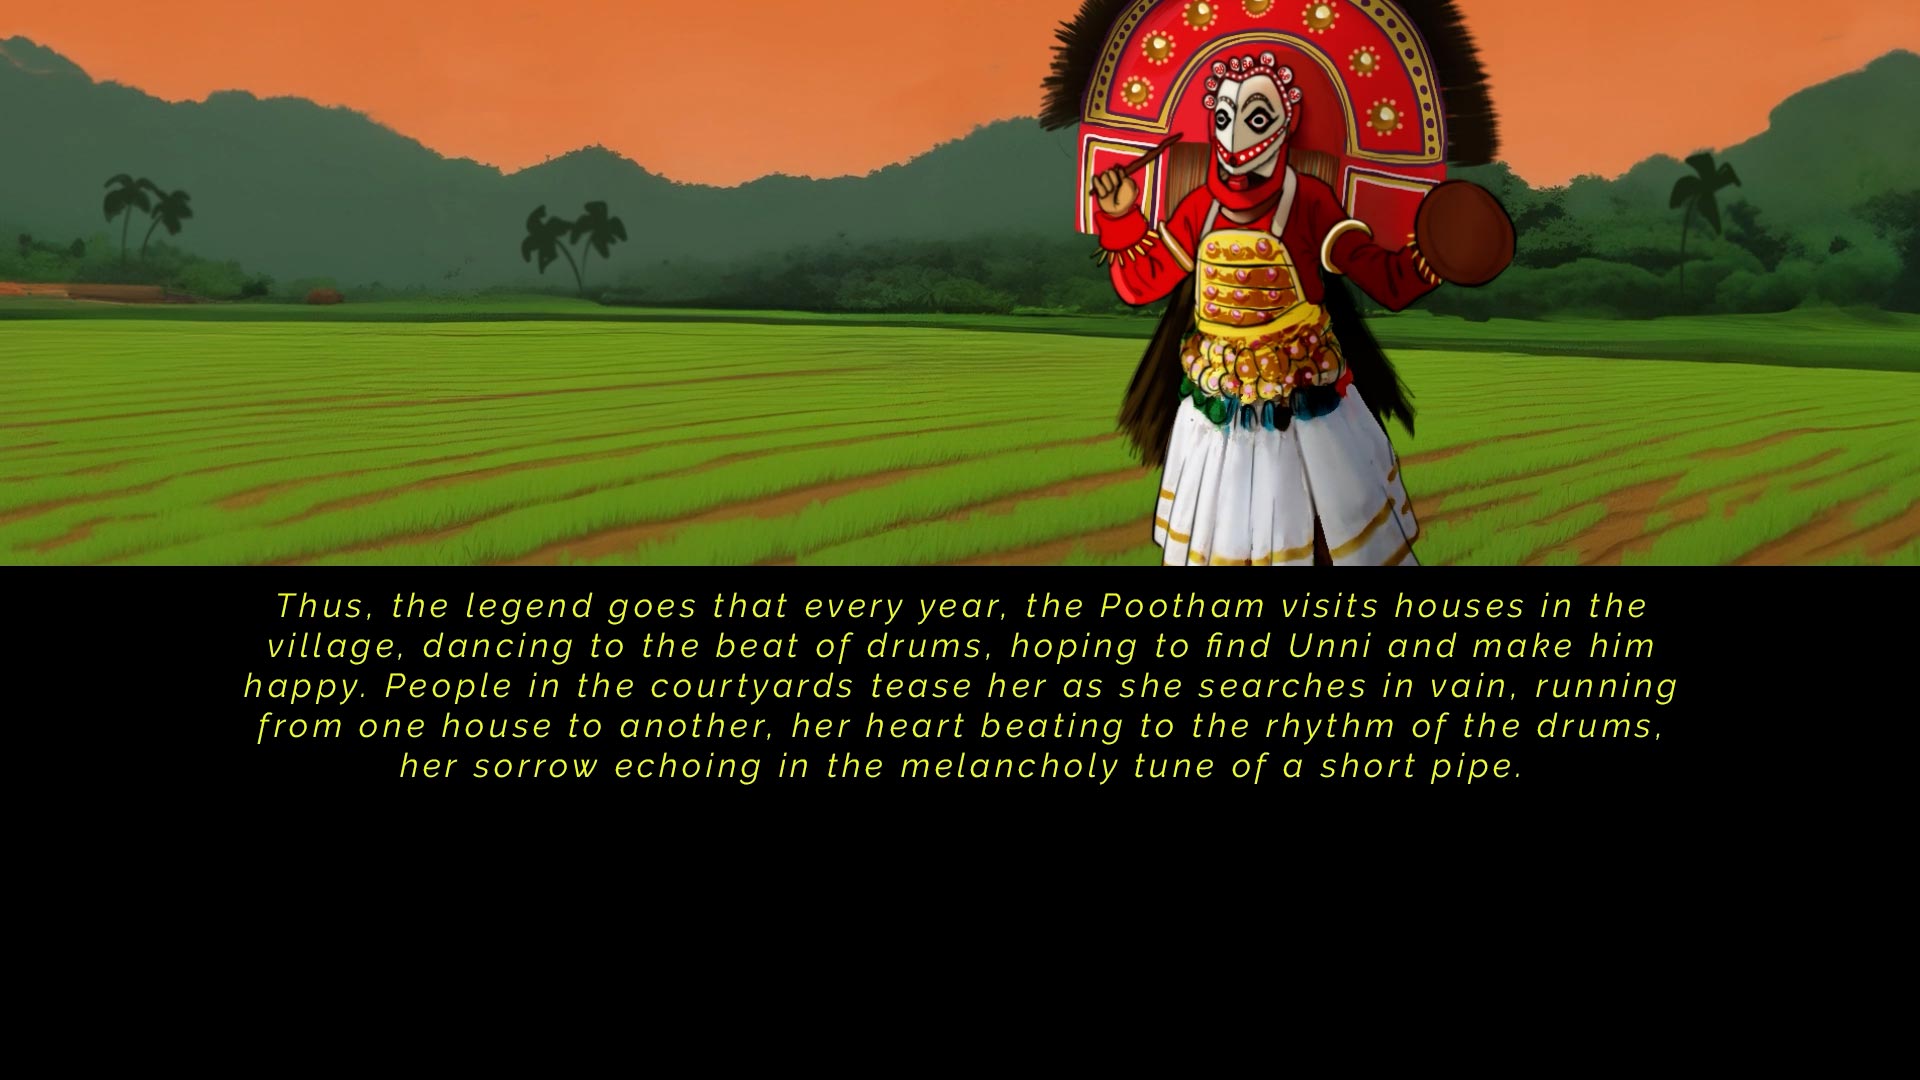 Thus, the legend goes that every year, the Pootham visits houses in the
village, dancing to the beat of drums, hoping to find Unni and make him
happy. People in the courtyards tease her as she searches in vain, running
from one house to another, her heart beating to the rhythm of the drums,
her sorrow echoing in the melancholy tune of a short pipe.